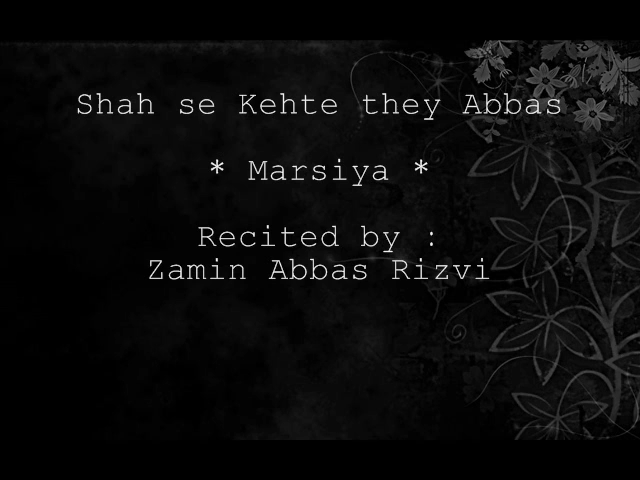 Shah se Kehte they Abbas
* Marsiya *
Recited by :
Zamin Abbas Rizvi